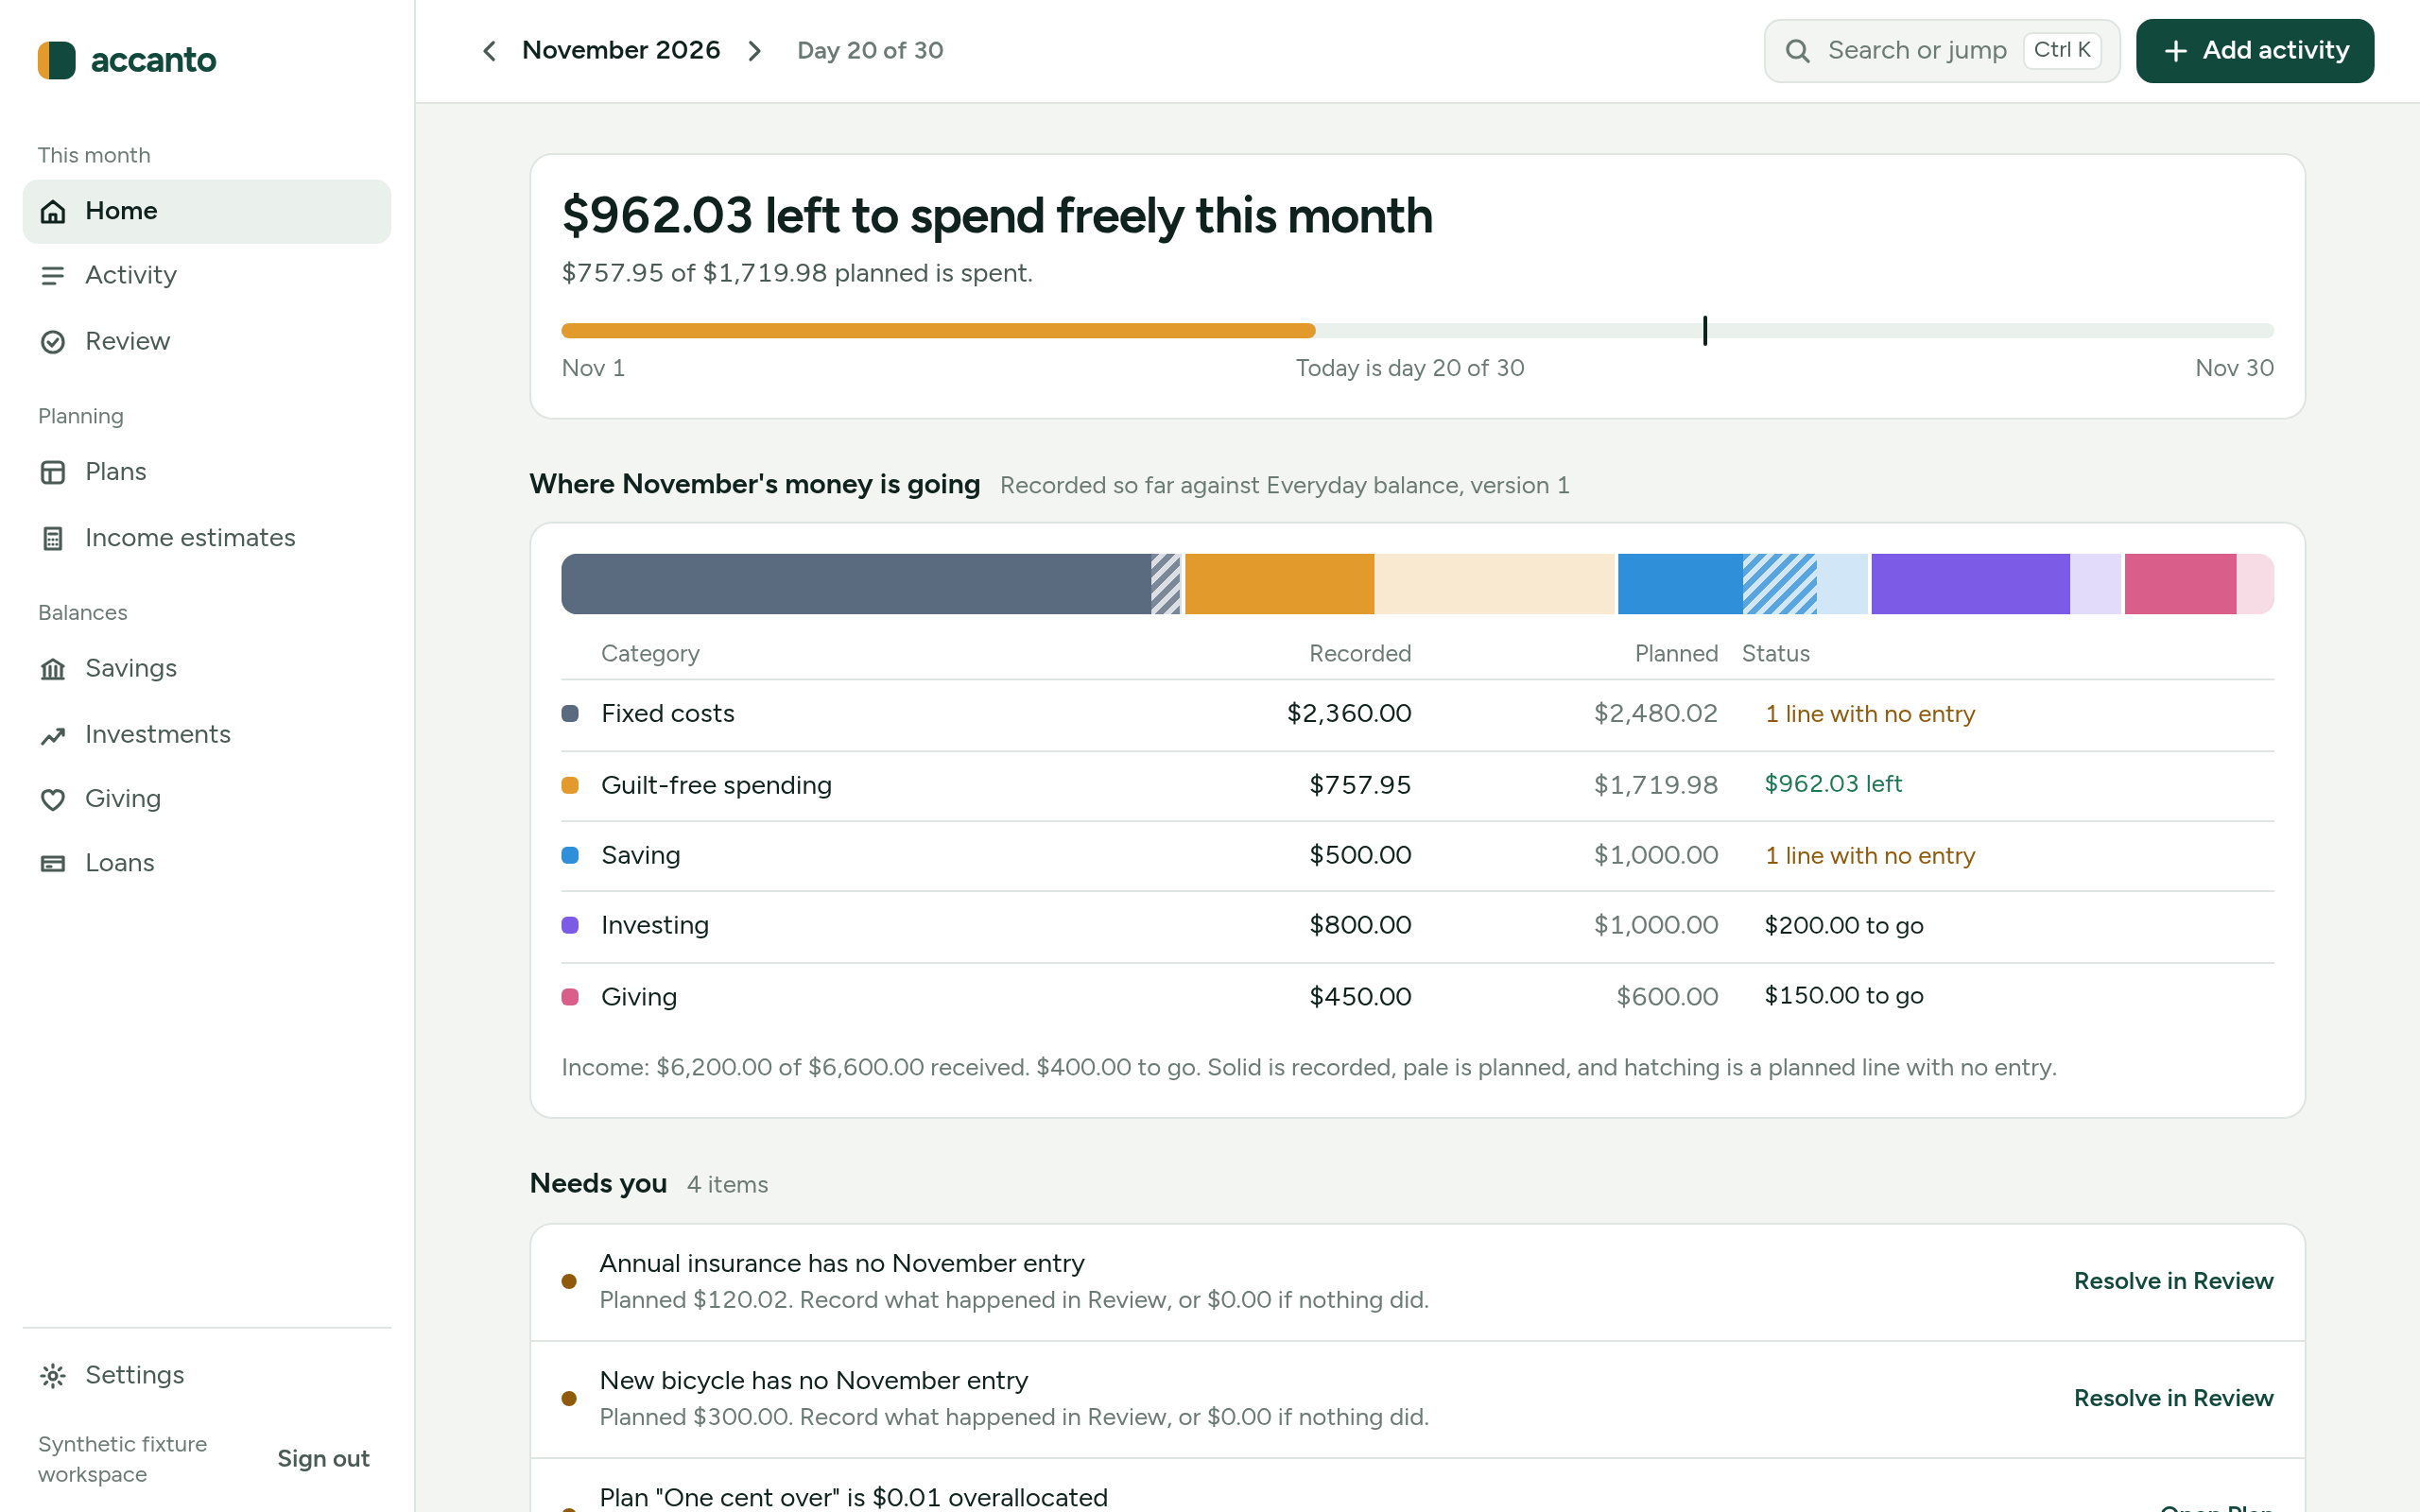 accanto
This month
Home
Activity
Review
Planning
Plans
Income estimates
Balances
Savings
Investments
Giving
Loans
Settings
Synthetic fixture
workspace
Sign out
November 2026
Day 20 of 30
Search or jump
Ctrl K
Add activity
$962.03 left to spend freely this month
$757.95 of $1,719.98 planned is spent.
Nov 1
Today is day 20 of 30
Nov 30
Where November's money is going
Recorded so far against Everyday balance, version 1
Category Recorded Planned Status
Fixed costs $2,360.00 $2,480.02 1 line with no entry
Guilt-free spending $757.95 $1,719.98 $962.03 left
Saving $500.00 $1,000.00 1 line with no entry
Investing $800.00 $1,000.00 $200.00 to go
Giving $450.00 $600.00 $150.00 to go
Income: $6,200.00 of $6,600.00 received. $400.00 to go. Solid is recorded, pale is planned, and hatching is a planned line with no entry.
Needs you
4 items
Annual insurance has no November entry
Planned $120.02. Record what happened in Review, or $0.00 if nothing did.
Resolve in Review
New bicycle has no November entry
Planned $300.00. Record what happened in Review, or $0.00 if nothing did.
Resolve in Review
Plan "One cent over" is $0.01 overallocated
Open Plan